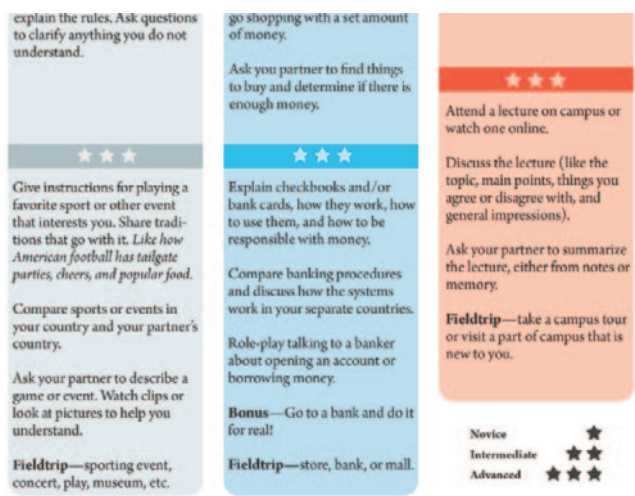 explain the rules. Ask questions
to clarify anything you do not
understand.
★★★
Give instructions for playing a
favorite sport or other event
that interests you. Share tradi-
tions that go with it. Like how
American football has tailgate
parties, cheers, and popular food.
Compare sports or events in
your country and your partner's
country.
Ask your partner to describe a
game or event. Watch clips or
look at pictures to help you
understand.
Fieldtrip—sporting event,
concert, play, museum, etc.
go shopping with a set amount
of money.
Ask you partner to find things
to buy and determine if there is
enough money.
★★★
Explain checkbooks and/or
bank cards, how they work, how
to use them, and how to be
responsible with money.
Compare banking procedures
and discuss how the systems
work in your separate countries.
Role-play talking to a banker
about opening an account or
borrowing money.
Bonus—Go to a bank and do it
for real!
Fieldtrip—store, bank, or mall.
★★★
Attend a lecture on campus or
watch one online.
Discuss the lecture (like the
topic, main points, things you
agree or disagree with, and
general impressions).
Ask your partner to summarize
the lecture, either from notes or
memory.
Fieldtrip—take a campus tour
or visit a part of campus that is
new to you.
Novice ★
Intermediate ★★
Advanced ★★★